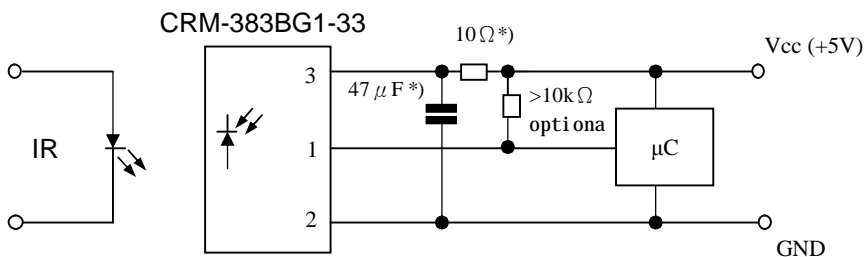 CRM-383BG1-33
10Ω*)
Vcc (+5V)
3
47μF*)
>10kΩ
optiona
IR
1
μC
2
GND